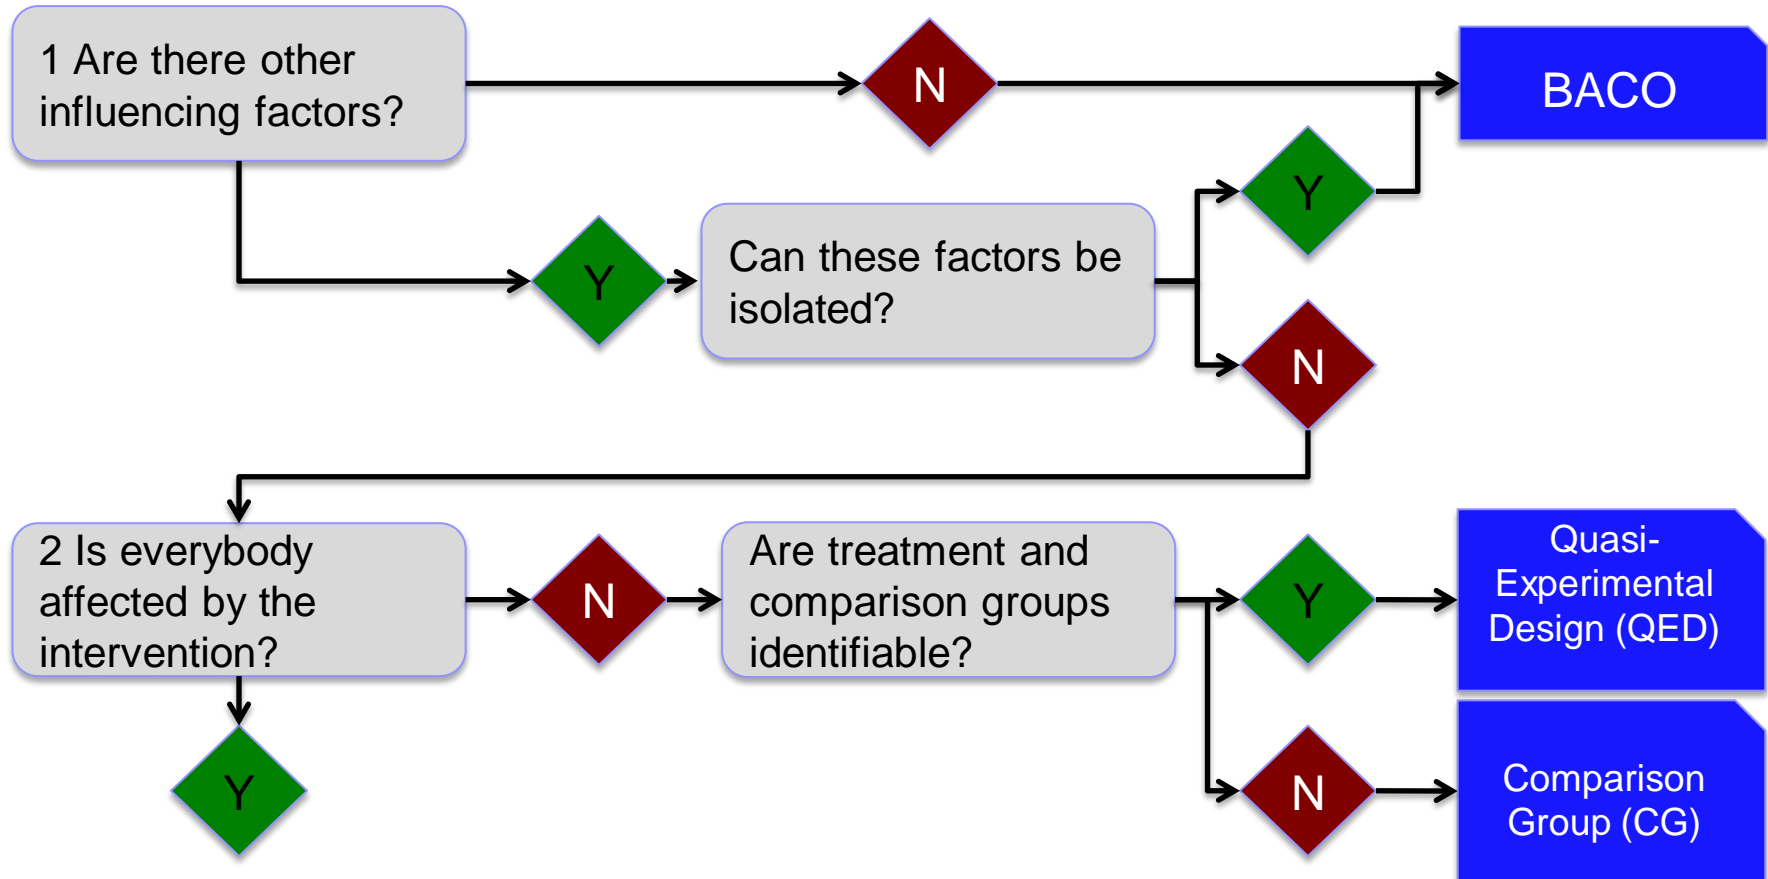 1 Are there other
influencing factors?
N
BACO
Y
Y
Can these factors be
isolated?
N
2 Is everybody
affected by the
intervention?
N
Are treatment and
comparison groups
identifiable?
Y
Quasi-
Experimental
Design (QED)
Y
N
Comparison
Group (CG)